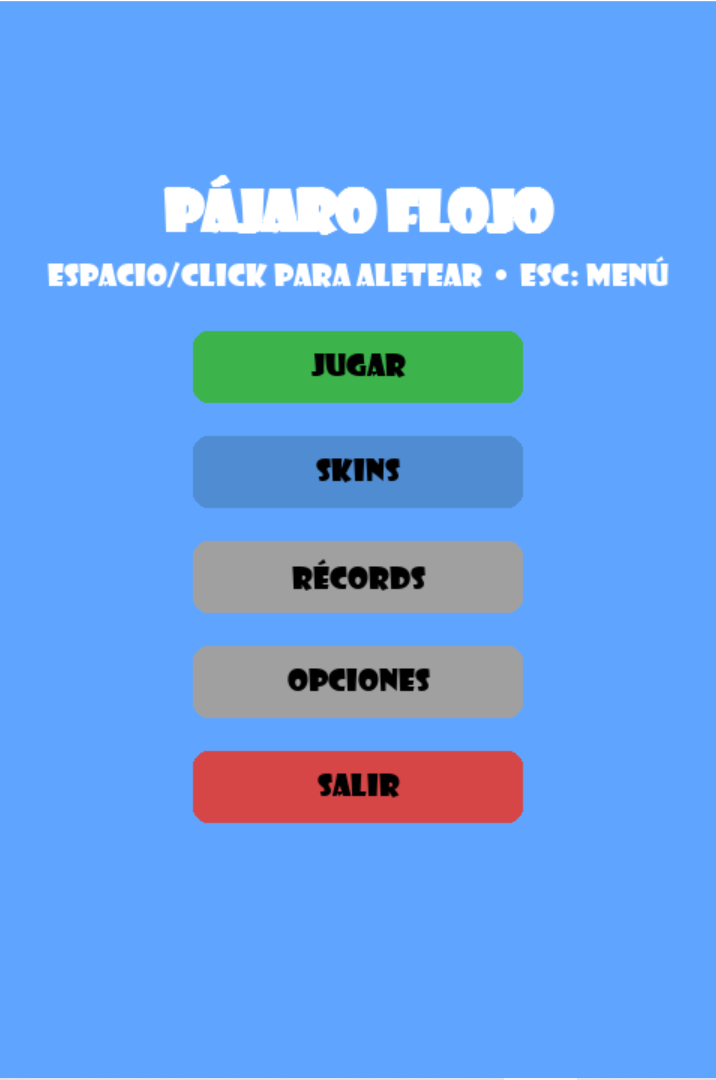 PÁJARO FLOJO
ESPACIO/CLICK PARA ALETEAR • ESC: MENÚ
JUGAR
SKINS
RÉCORDS
OPCIONES
SALIR